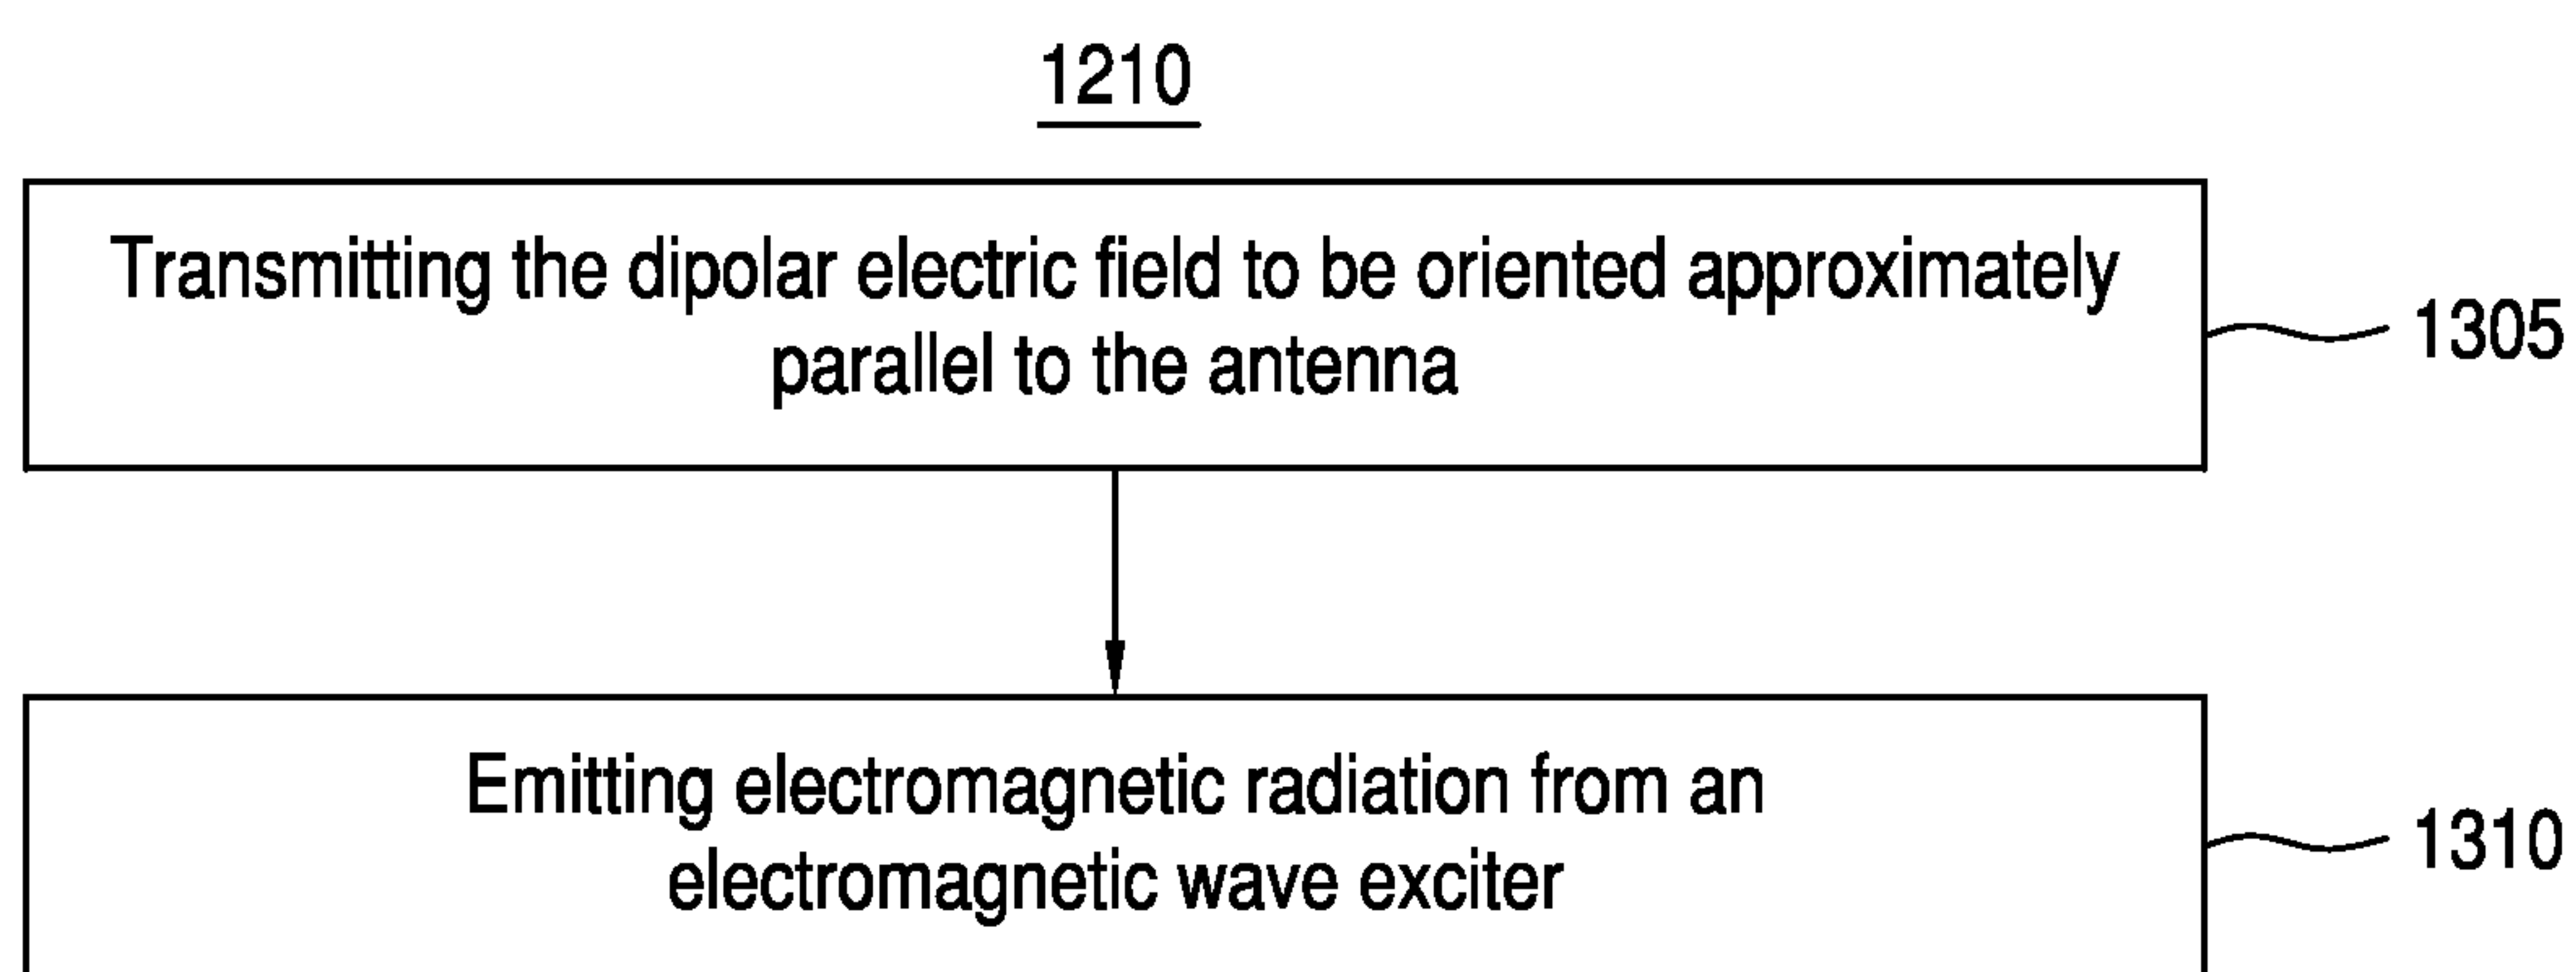 1210
Transmitting the dipolar electric field to be oriented approximately
parallel to the antenna
1305
Emitting electromagnetic radiation from an
electromagnetic wave exciter
1310